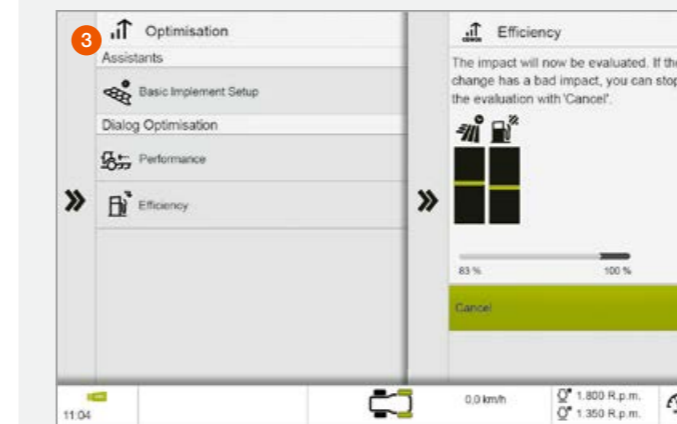 3
Optimisation
Assistants
Basic Implement Setup
Dialog Optimisation
Performance
Efficiency
Efficiency
CEMOS
The impact will now be evaluated. If the
change has a bad impact, you can stop
the evaluation with 'Cancel'.
83 %
100 %
Cancel
11:04
0,0 km/h
1.800 R.p.m.
1.350 R.p.m.